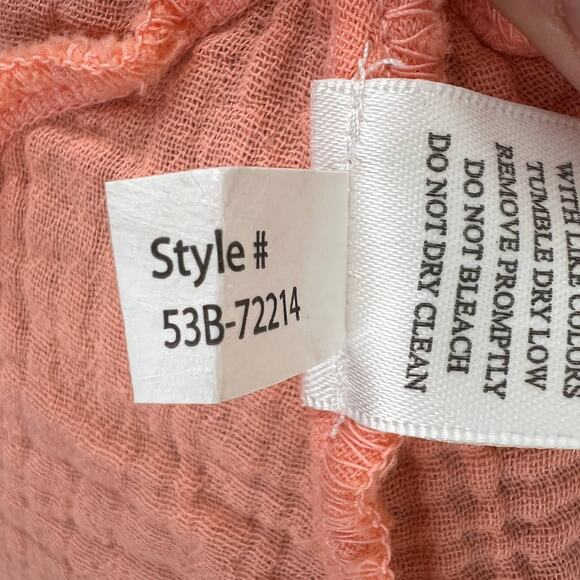 Style #
53B-72214
WITH LIKE COLORS
TUMBLE DRY LOW
REMOVE PROMPTLY
DO NOT BLEACH
DO NOT DRY CLEAN